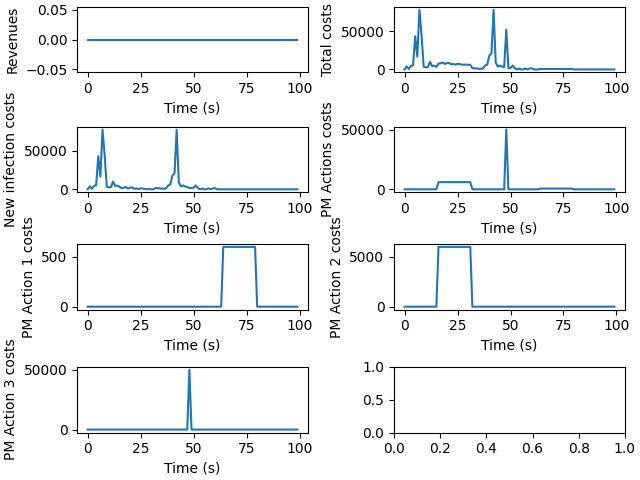 Revenues
0.05
0.00
−0.05
0 25 50 75 100
Time (s)
Total costs
50000
0
0 25 50 75 100
Time (s)
New infection costs
50000
0
0 25 50 75 100
Time (s)
PM Actions costs
50000
0
0 25 50 75 100
Time (s)
PM Action 1 costs
500
0
0 25 50 75 100
Time (s)
PM Action 2 costs
5000
0
0 25 50 75 100
Time (s)
PM Action 3 costs
50000
0
0 25 50 75 100
Time (s)
1.0
0.5
0.0
0.0 0.2 0.4 0.6 0.8 1.0